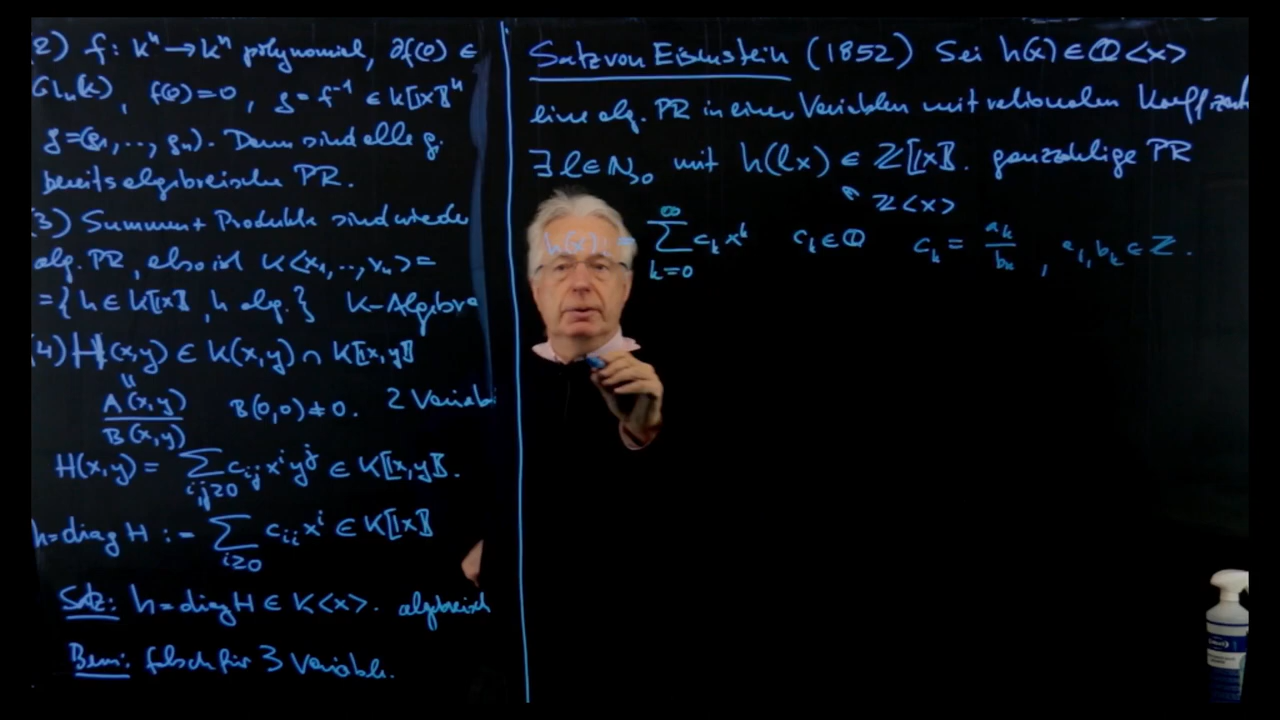 2) f: kⁿ → kⁿ polynomial, ∂f(0) ∈
Glₙ(k), f(0)=0, g = f⁻¹ ∈ k[[x]]ⁿ
g=(g₁,..,gₙ). Dann sind alle gᵢ
bereits algebraische PR.
(3) Summen + Produkte sind wieder
alg. PR, also ist K<x₁,..,xₙ> =
= { h ∈ K[[x]], h alg. } K-Algebra
(4) H(x,y) ∈ K(x,y) ∩ K[[x,y]]
"
A(x,y)
B(x,y) B(0,0) ≠ 0. 2 Variabl
H(x,y) = ∑ cᵢⱼ xⁱ yʲ ∈ K[[x,y]].
i,j≥0
h=diag H := ∑ cᵢᵢ xⁱ ∈ K[[x]]
i≥0
Satz: h=diag H ∈ K<x>. algebraisch
Bem: falsch für 3 Variable.
Satz von Eisenstein (1852) Sei h(x) ∈ ℚ<x>
eine alg. PR in einer Variablen mit rationalen Koeffizient
∃ l ∈ ℕ₀ mit h(lx) ∈ ℤ[[x]]. ganzzahlige PR
ℤ<x>
h(x) = ∑ cₖ xᵏ cₖ ∈ ℚ cₖ = aₖ/bₖ, aₖ, bₖ ∈ ℤ.
∞
k=0